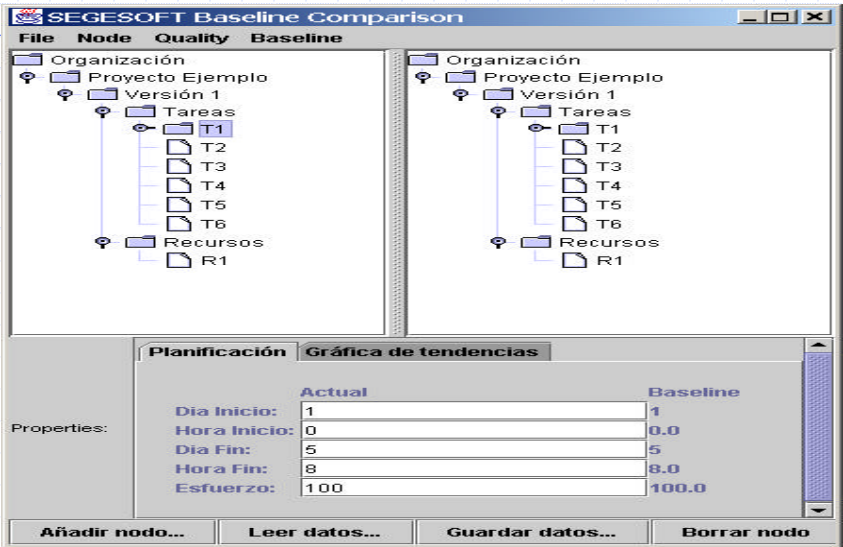 SEGESOFT Baseline Comparison
File Node Quality Baseline
Organización
Proyecto Ejemplo
Versión 1
Tareas
T1
T2
T3
T4
T5
T6
Recursos
R1
Organización
Proyecto Ejemplo
Versión 1
Tareas
T1
T2
T3
T4
T5
T6
Recursos
R1
Properties:
Planificación Gráfica de tendencias
Actual Baseline
Dia Inicio: 1 1
Hora Inicio: 0 0.0
Dia Fin: 5 5
Hora Fin: 8 8.0
Esfuerzo: 100 100.0
Añadir nodo... Leer datos... Guardar datos... Borrar nodo